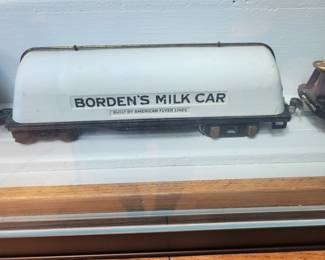 BORDEN'S MILK CAR
BUILT BY AMERICAN FLYER LINES